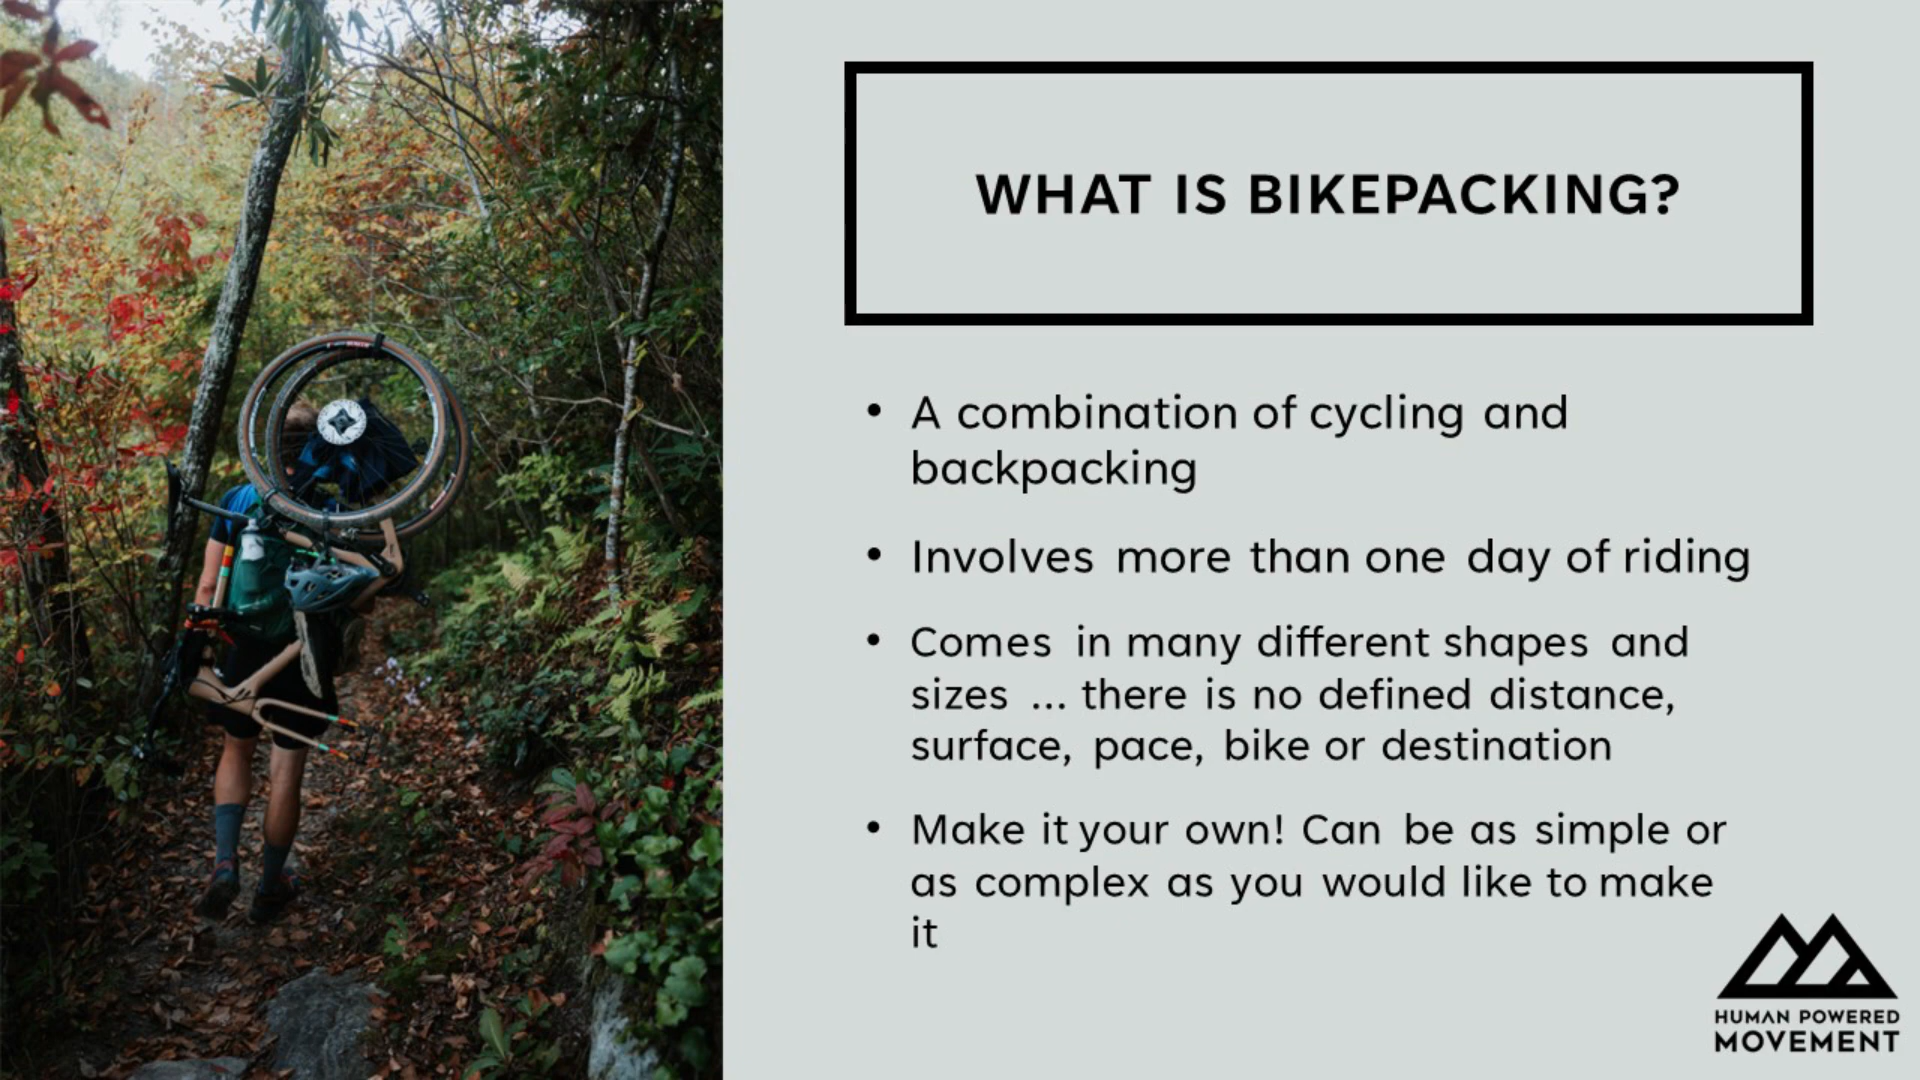 WHAT IS BIKEPACKING?
• A combination of cycling and
backpacking
• Involves more than one day of riding
• Comes in many different shapes and
sizes ... there is no defined distance,
surface, pace, bike or destination
• Make it your own! Can be as simple or
as complex as you would like to make
it
HUMAN POWERED
MOVEMENT